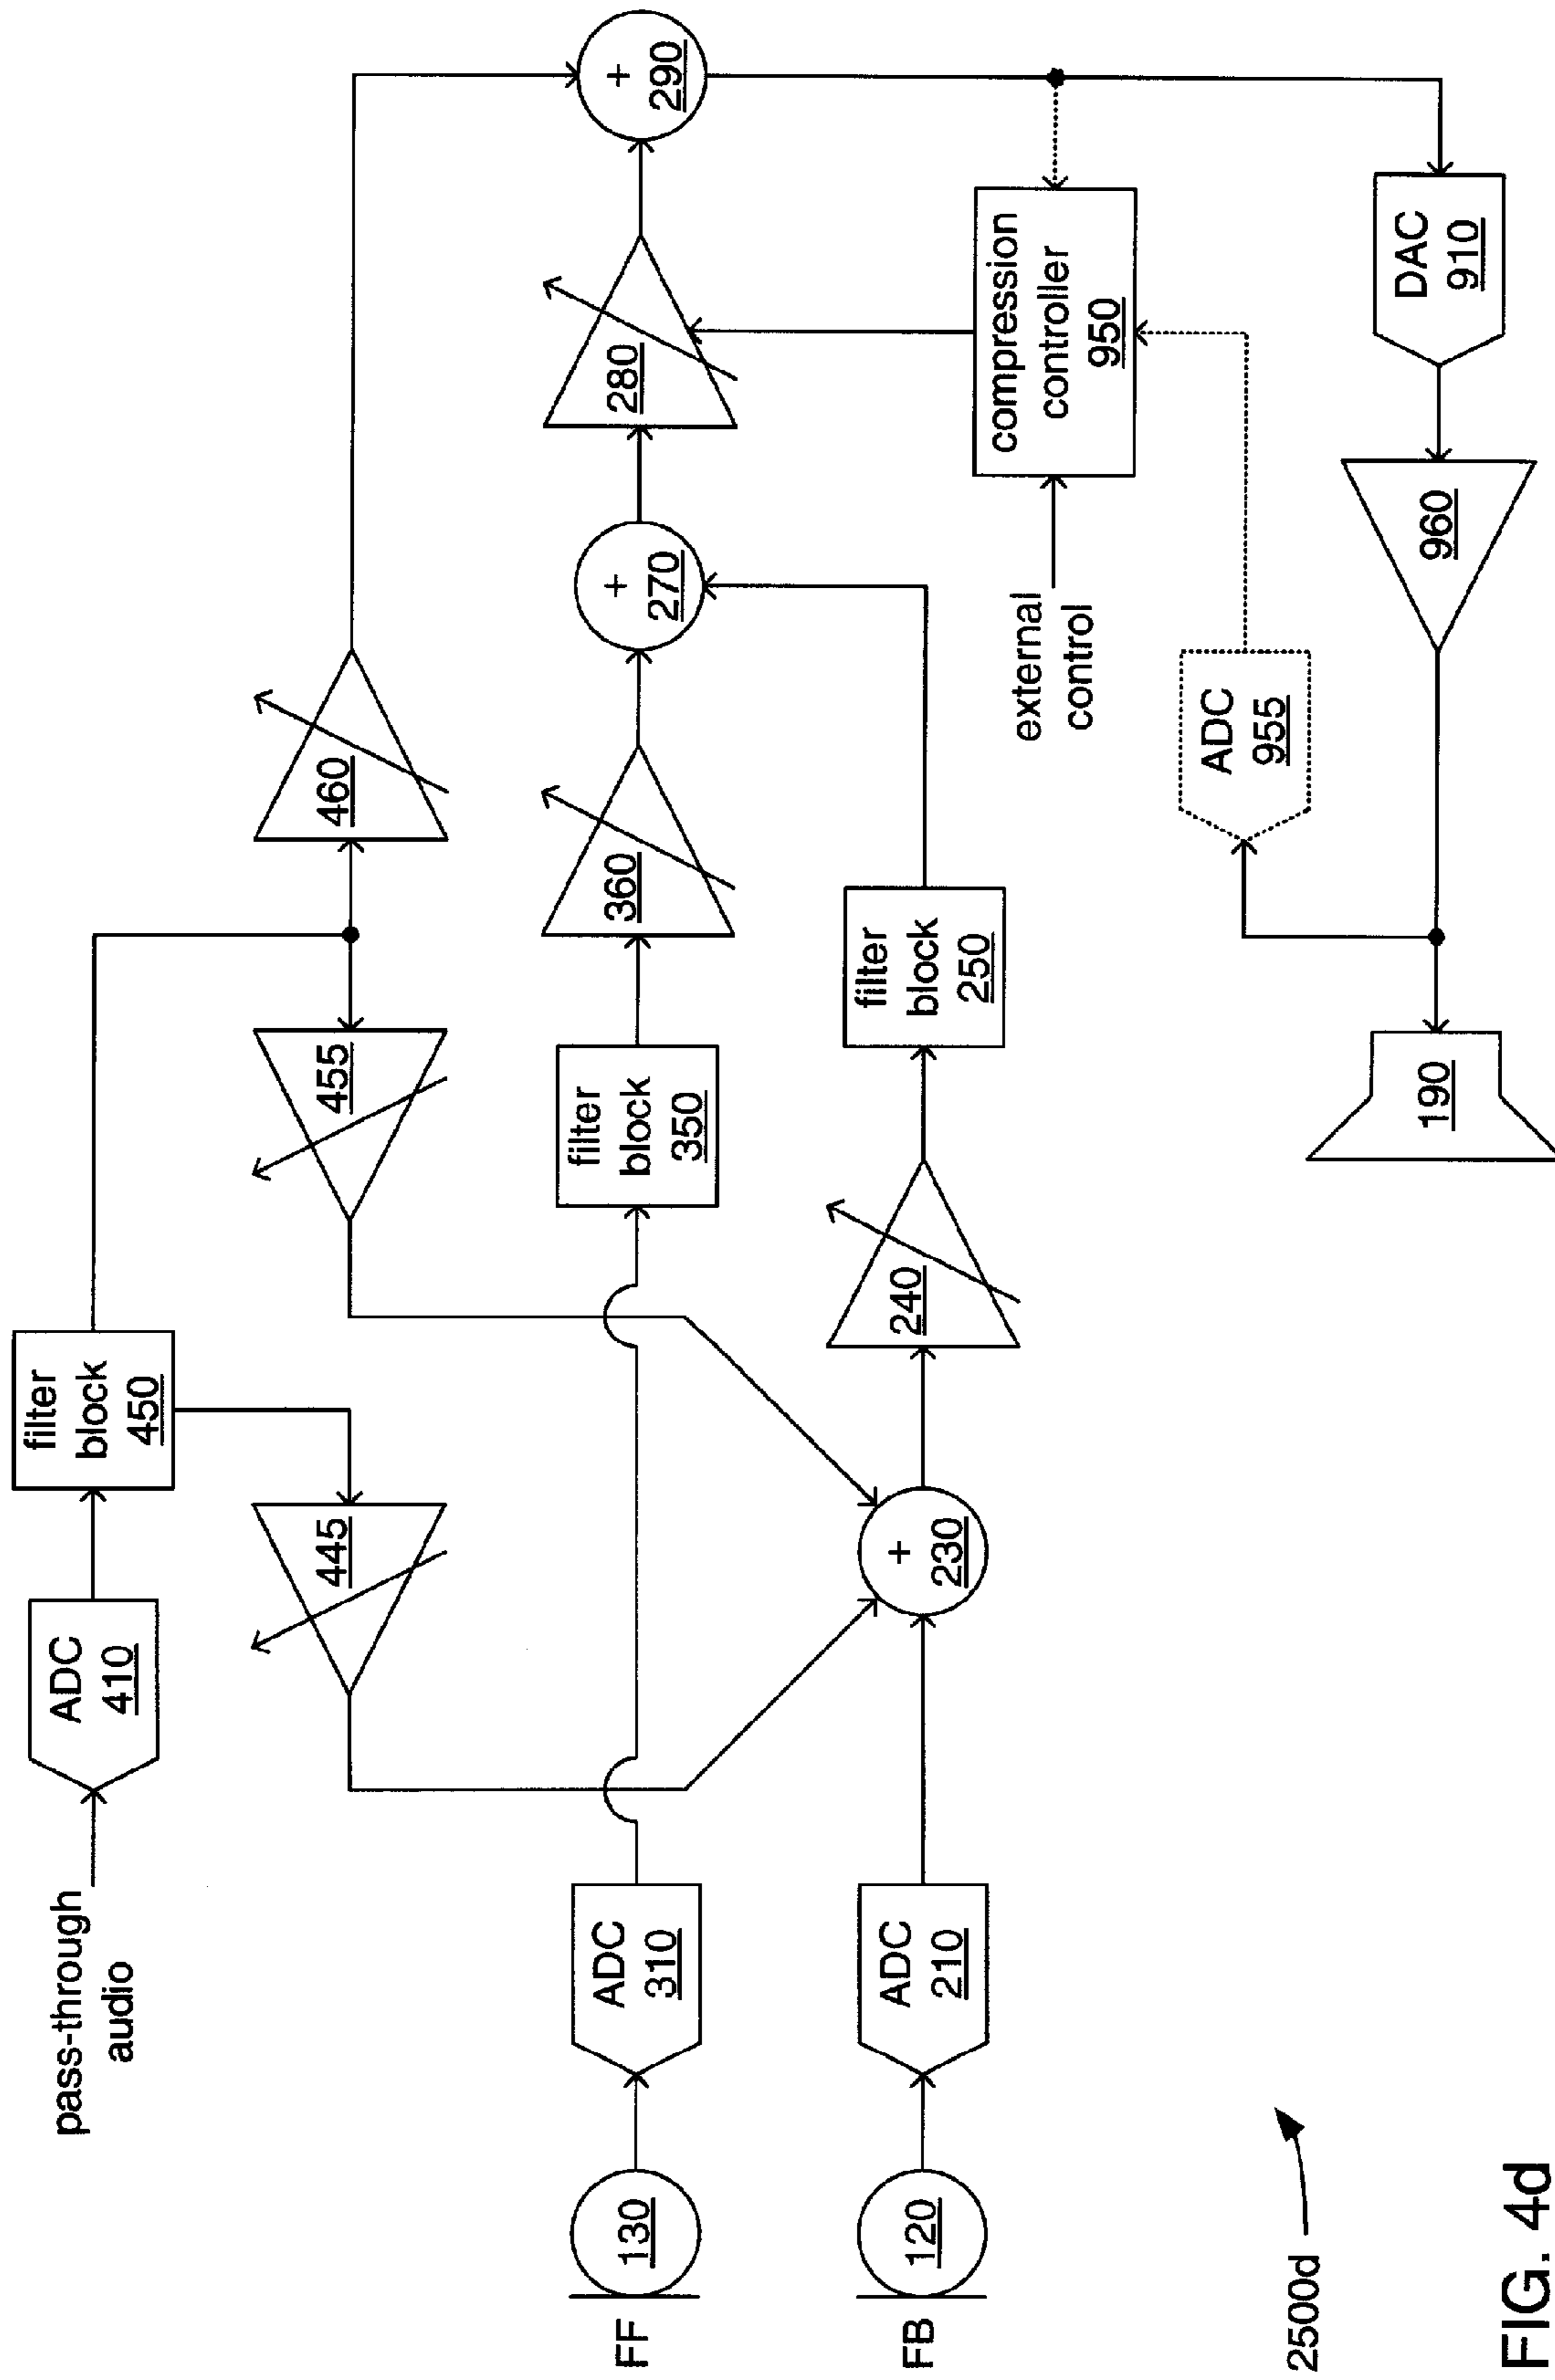 pass-through
audio
ADC
410
filter
block
450
445
455
460
FF
130
ADC
310
filter
block
350
360
+
270
280
+
290
FB
120
ADC
210
+
230
240
filter
block
250
external
control
compression
controller
950
ADC
955
DAC
910
960
190
2500d
FIG. 4d